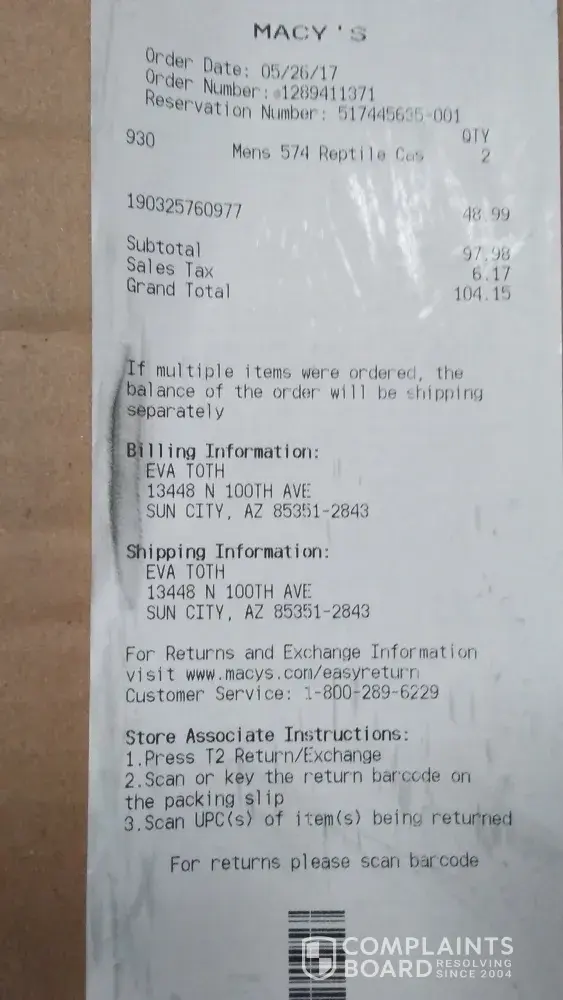 MACY'S
Order Date: 05/26/17
Order Number: 1289411371
Reservation Number: 517445635-001
930 QTY
Mens 574 Reptile Cas 2
190325760977 48.99
Subtotal 97.98
Sales Tax 6.17
Grand Total 104.15
If multiple items were ordered, the
balance of the order will be shipping
separately
Billing Information:
EVA TOTH
13448 N 100TH AVE
SUN CITY, AZ 85351-2843
Shipping Information:
EVA TOTH
13448 N 100TH AVE
SUN CITY, AZ 85351-2843
For Returns and Exchange Information
visit www.macys.com/easyreturn
Customer Service: 1-800-289-6229
Store Associate Instructions:
1.Press T2 Return/Exchange
2.Scan or key the return barcode on
the packing slip
3.Scan UPC(s) of item(s) being returned
For returns please scan barcode
COMPLAINTS
BOARD RESOLVING
SINCE 2004